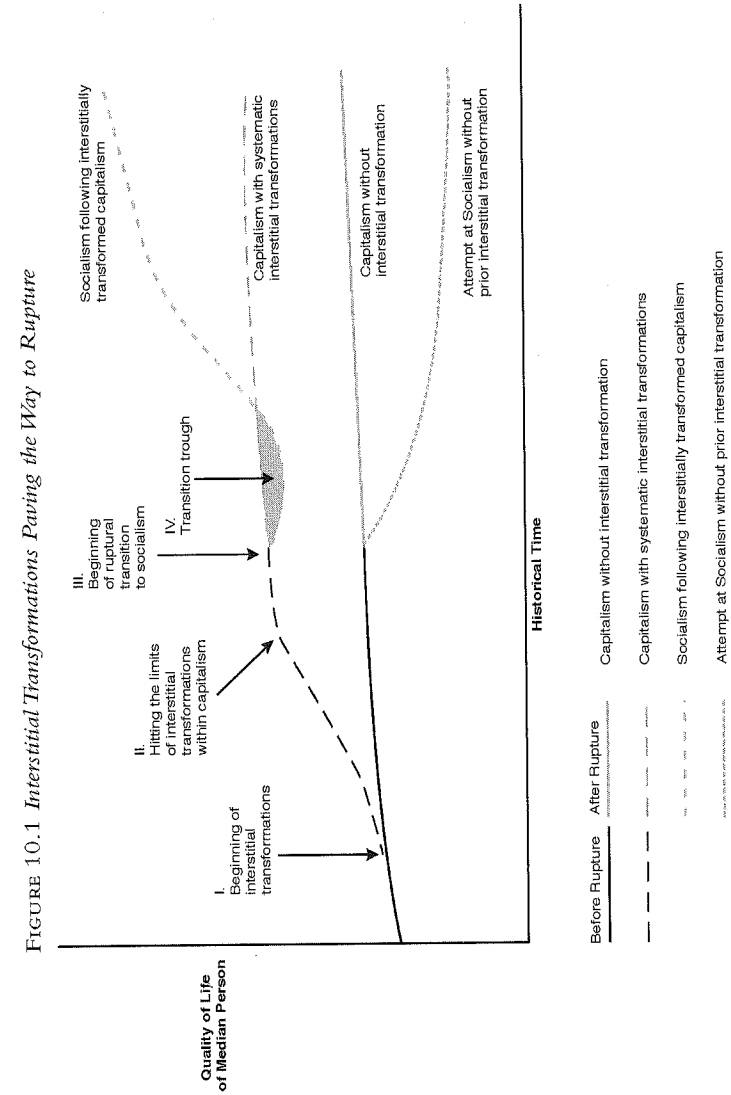 FIGURE 10.1 Interstitial Transformations Paving the Way to Rupture
Quality of Life
of Median Person
I.
Beginning of
interstitial
transformations
II.
Hitting the limits
of interstitial
transformations
within capitalism
III.
Beginning
of ruptural
transition
to socialism
IV.
Transition trough
Socialism following interstitially
transformed capitalism
Capitalism with systematic
interstitial transformations
Capitalism without
interstitial transformation
Attempt at Socialism without
prior interstitial transformation
Historical Time
Before Rupture After Rupture
Capitalism without interstitial transformation
Capitalism with systematic interstitial transformations
Socialism following interstitially transformed capitalism
Attempt at Socialism without prior interstitial transformation